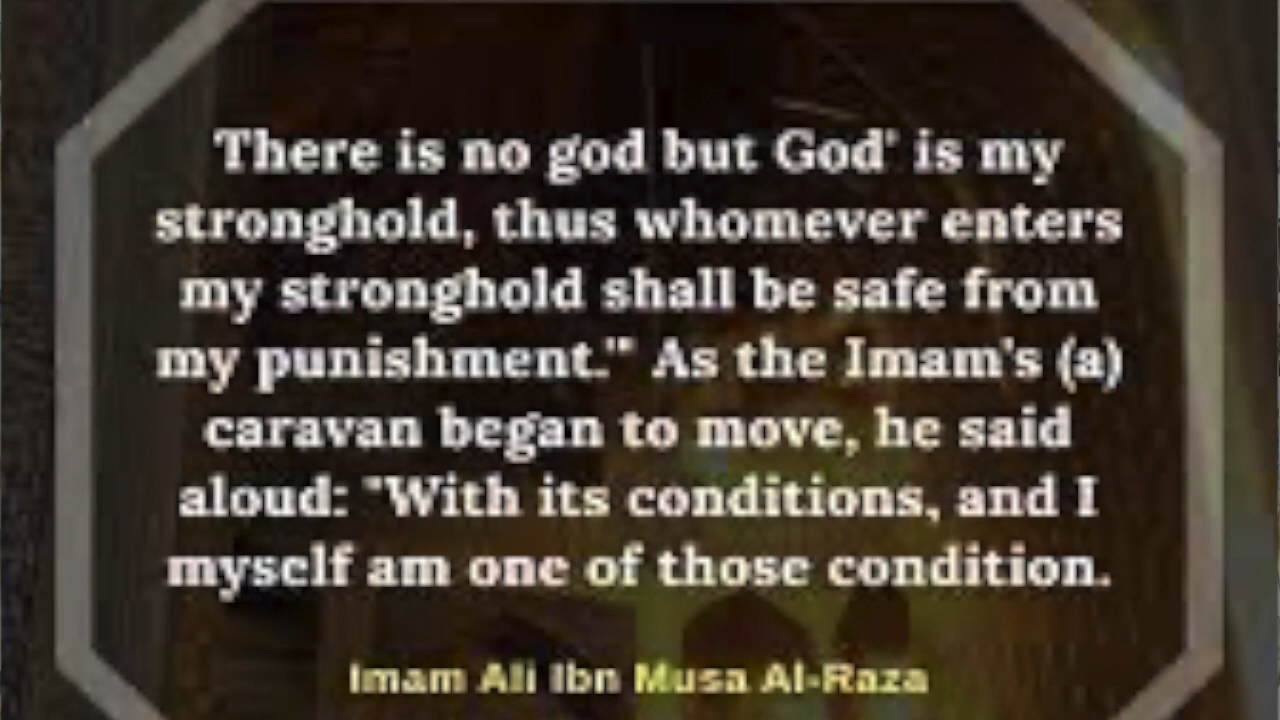 There is no god but God' is my
stronghold, thus whomever enters
my stronghold shall be safe from
my punishment.'" As the Imam's (a)
caravan began to move, he said
aloud: "With its conditions, and I
myself am one of those condition.
Imam Ali Ibn Musa Al-Raza